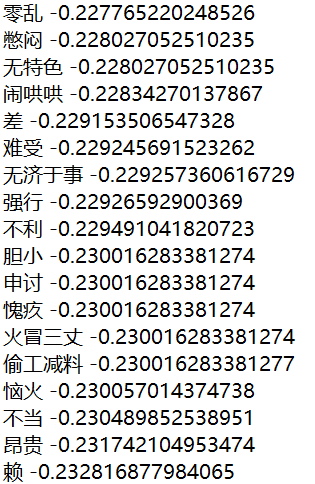 零乱 -0.227765220248526
憋闷 -0.228027052510235
无特色 -0.228027052510235
闹哄哄 -0.22834270137867
差 -0.229153506547328
难受 -0.229245691523262
无济于事 -0.229257360616729
强行 -0.22926592900369
不利 -0.229491041820723
胆小 -0.230016283381274
申讨 -0.230016283381274
愧疚 -0.230016283381274
火冒三丈 -0.230016283381274
偷工减料 -0.230016283381277
恼火 -0.230057014374738
不当 -0.230489852538951
昂贵 -0.231742104953474
赖 -0.232816877984065